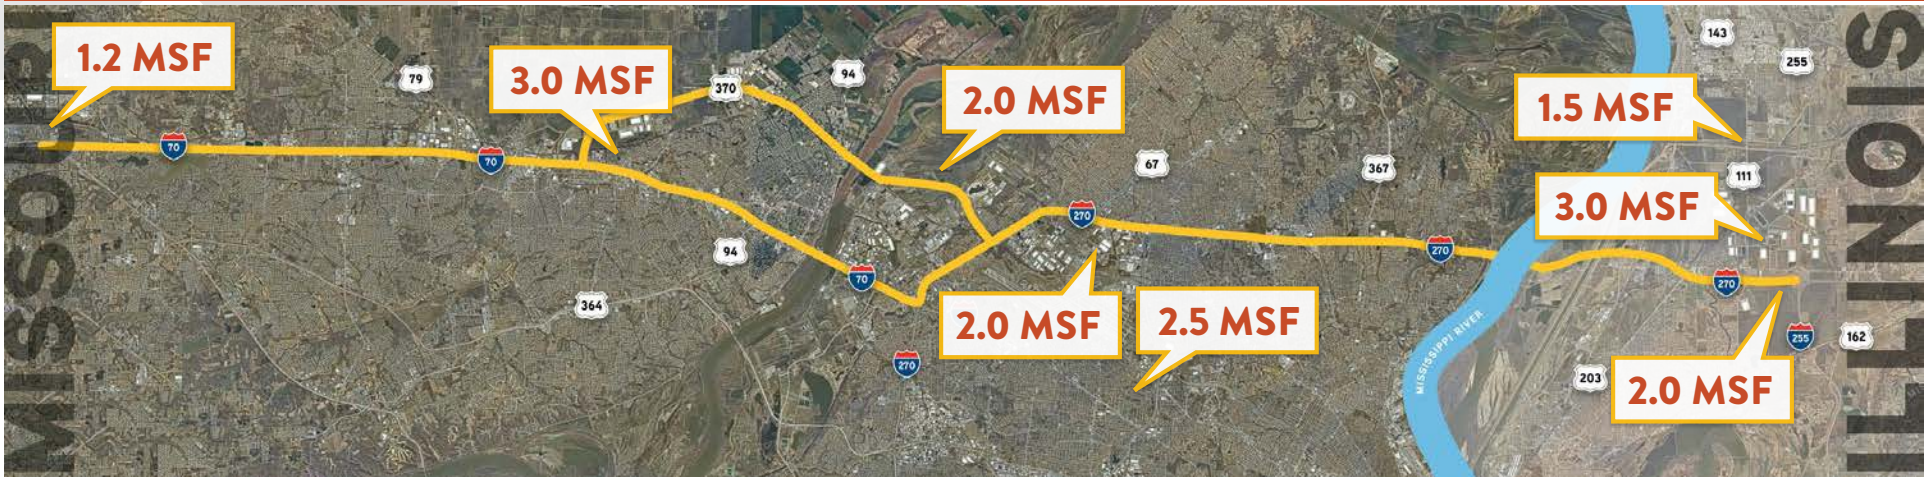 MISSOURI
1.2 MSF
79
3.0 MSF
370
94
2.0 MSF
143
255
1.5 MSF
70
70
67
367
111
3.0 MSF
270
94
270
70
364
2.0 MSF
2.5 MSF
270
270
255
162
MISSISSIPPI RIVER
203
2.0 MSF
ILLINOIS